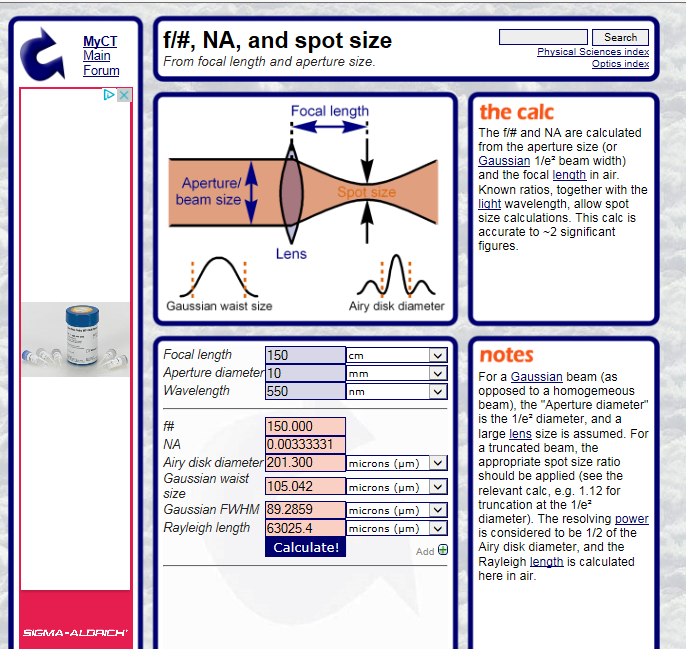 MyCT
Main
Forum
f/#, NA, and spot size
From focal length and aperture size.
Search
Physical Sciences index
Optics index
Focal length
Aperture/
beam size
Spot size
Lens
Gaussian waist size
Airy disk diameter
the calc
The f/# and NA are calculated
from the aperture size (or
Gaussian 1/e² beam width)
and the focal length in air.
Known ratios, together with the
light wavelength, allow spot
size calculations. This calc is
accurate to ~2 significant
figures.
Focal length 150 cm
Aperture diameter 10 mm
Wavelength 550 nm
f# 150.000
NA 0.00333331
Airy disk diameter 201.300 microns (µm)
Gaussian waist
size 105.042 microns (µm)
Gaussian FWHM 89.2859 microns (µm)
Rayleigh length 63025.4 microns (µm)
Calculate!
Add
notes
For a Gaussian beam (as
opposed to a homogemeous
beam), the "Aperture diameter"
is the 1/e² diameter, and a
large lens size is assumed. For
a truncated beam, the
appropriate spot size ratio
should be applied (see the
relevant calc, e.g. 1.12 for
truncation at the 1/e²
diameter). The resolving power
is considered to be 1/2 of the
Airy disk diameter, and the
Rayleigh length is calculated
here in air.
SIGMA-ALDRICH